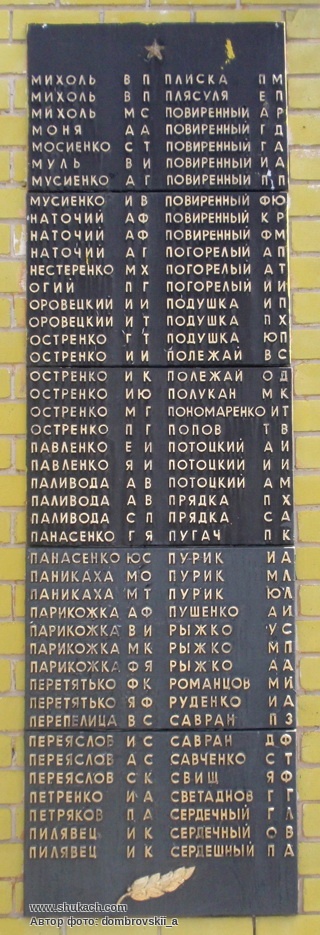 МИХОЛЬ В П ПЛИСКА П М
МИХОЛЬ В П ПЛЯСУЛЯ Е П
МИХОЛЬ М С ПОВИРЕННЫЙ А Р
МОНЯ А А ПОВИРЕННЫЙ Г Д
МОСИЕНКО С Т ПОВИРЕННЫЙ Г А
МУЛЬ В И ПОВИРЕННЫЙ И А
МУСИЕНКО А Г ПОВИРЕННЫЙ П П
МУСИЕНКО И В ПОВИРЕННЫЙ Ф Ю
НАТОЧИЙ А Ф ПОВИРЕННЫЙ К Р
НАТОЧИЙ А Ф ПОВИРЕННЫЙ Ф М
НАТОЧИЙ А Г ПОГОРЕЛЫЙ А П
НЕСТЕРЕНКО М Х ПОГОРЕЛЫЙ А Т
ОГИЙ П Г ПОГОРЕЛЫЙ И И
ОРОВЕЦКИЙ И И ПОДУШКА И П
ОРОВЕЦКИЙ И Т ПОДУШКА П Х
ОСТРЕНКО Г Т ПОДУШКА Ю П
ОСТРЕНКО И И ПОЛЕЖАЙ В С
ОСТРЕНКО И К ПОЛЕЖАЙ О Д
ОСТРЕНКО И Ю ПОЛУКАН М К
ОСТРЕНКО М Г ПОНОМАРЕНКО И Т
ОСТРЕНКО П Г ПОПОВ Т В
ПАВЛЕНКО Е И ПОТОЦКИЙ А И
ПАВЛЕНКО Я И ПОТОЦКИЙ И И
ПАЛИВОДА А В ПОТОЦКИЙ А М
ПАЛИВОДА А В ПРЯДКА П Х
ПАЛИВОДА С П ПРЯДКА С А
ПАНАСЕНКО Г Я ПУГАЧ П К
ПАНАСЕНКО Ю С ПУРИК И А
ПАНИКАХА М О ПУРИК М Л
ПАНИКАХА М Т ПУРИК Ю Л
ПАРИКОЖКА А Ф ПУШЕНКО А И
ПАРИКОЖКА В И РЫЖКО У С
ПАРИКОЖКА М К РЫЖКО М П
ПАРИКОЖКА Ф Я РЫЖКО А А
ПЕРЕТЯТЬКО Ф К РОМАНЦОВ М И
ПЕРЕТЯТЬКО Я Ф РУДЕНКО И А
ПЕРЕПЕЛИЦА В С САВРАН П З
ПЕРЕЯСЛОВ И С САВРАН Д Ф
ПЕРЕЯСЛОВ А С САВЧЕНКО С Т
ПЕРЕЯСЛОВ С К СВИЩ Я Ф
ПЕТРЕНКО И А СВЕТАДНОВ Г Г
ПЕТРЯКОВ П А СЕРДЕЧНЫЙ Г Л
ПИЛЯВЕЦ И К СЕРДЕЧНЫЙ О В
ПИЛЯВЕЦ И К СЕРДЕШНЫЙ П А
www.shukach.com
Автор фото: dombrovskii_a